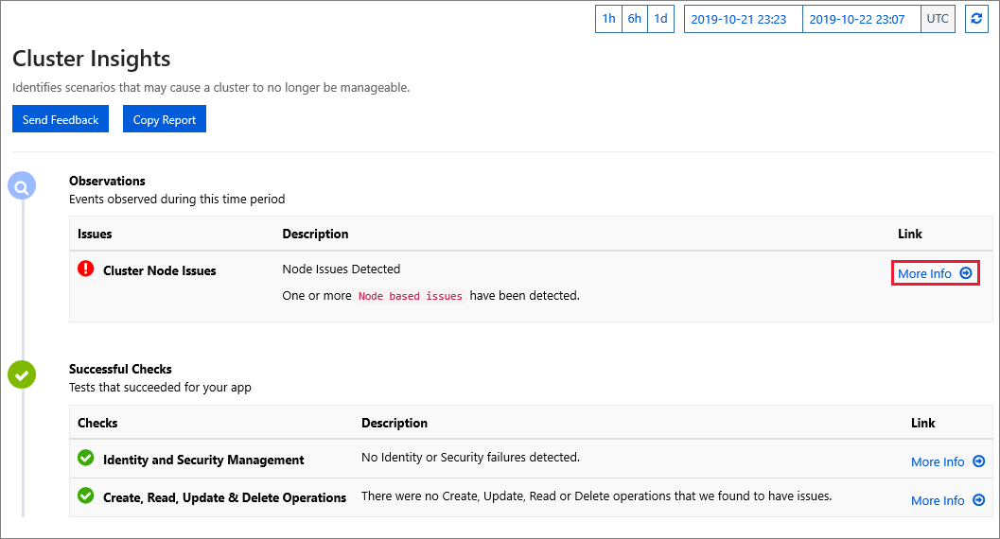 1h 6h 1d 2019-10-21 23:23 2019-10-22 23:07 UTC
Cluster Insights
Identifies scenarios that may cause a cluster to no longer be manageable.
Send Feedback Copy Report
Observations
Events observed during this time period
Issues Description Link
Cluster Node Issues Node Issues Detected More Info
One or more Node based issues have been detected.
Successful Checks
Tests that succeeded for your app
Checks Description Link
Identity and Security Management No Identity or Security failures detected. More Info
Create, Read, Update & Delete Operations There were no Create, Update, Read or Delete operations that we found to have issues. More Info